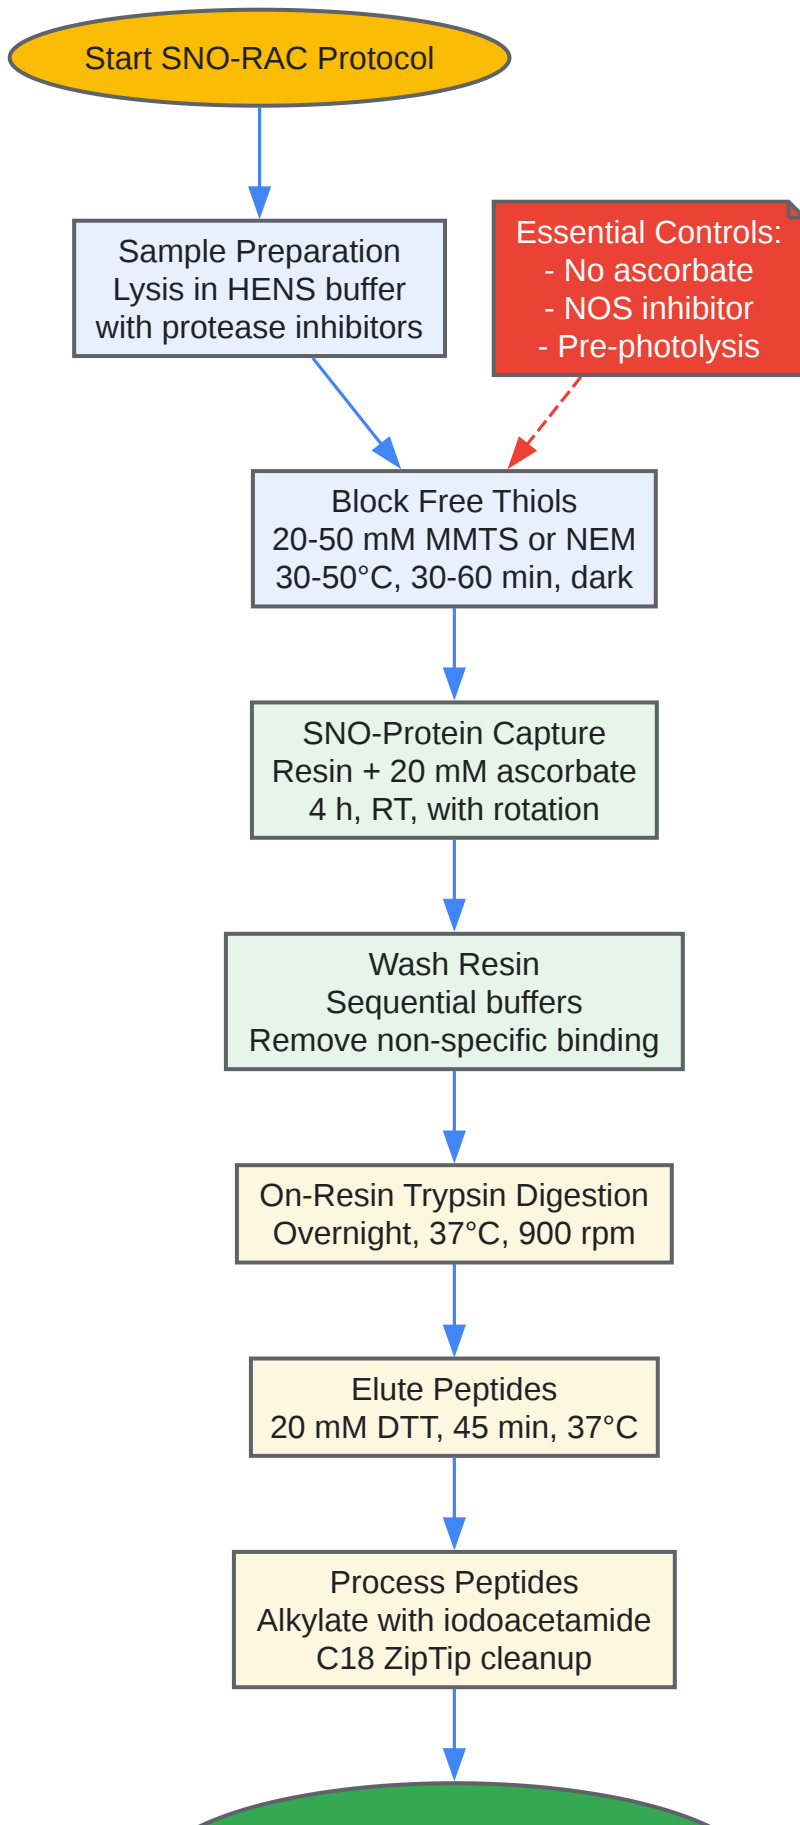 Start SNO-RAC Protocol
Sample Preparation
Lysis in HENS buffer
with protease inhibitors
Essential Controls:
- No ascorbate
- NOS inhibitor
- Pre-photolysis
Block Free Thiols
20-50 mM MMTS or NEM
30-50°C, 30-60 min, dark
SNO-Protein Capture
Resin + 20 mM ascorbate
4 h, RT, with rotation
Wash Resin
Sequential buffers
Remove non-specific binding
On-Resin Trypsin Digestion
Overnight, 37°C, 900 rpm
Elute Peptides
20 mM DTT, 45 min, 37°C
Process Peptides
Alkylate with iodoacetamide
C18 ZipTip cleanup